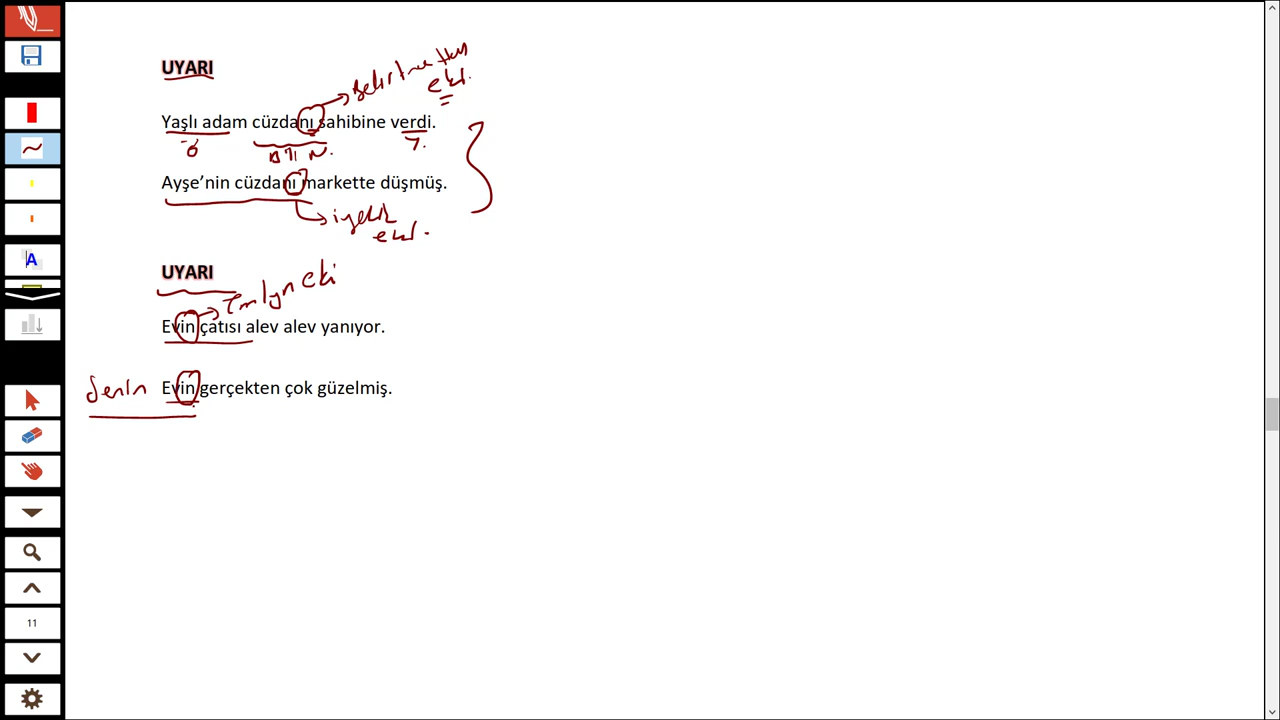 UYARI
Belirtme Hal
eki.
Yaşlı adam cüzdanı sahibine verdi.
Ö N Y.
Ayşe'nin cüzdanı markette düşmüş.
iyelik
eki.
UYARI
Tamlayan eki
Evin çatısı alev alev yanıyor.
Senin Evin gerçekten çok güzelmiş.
A
11